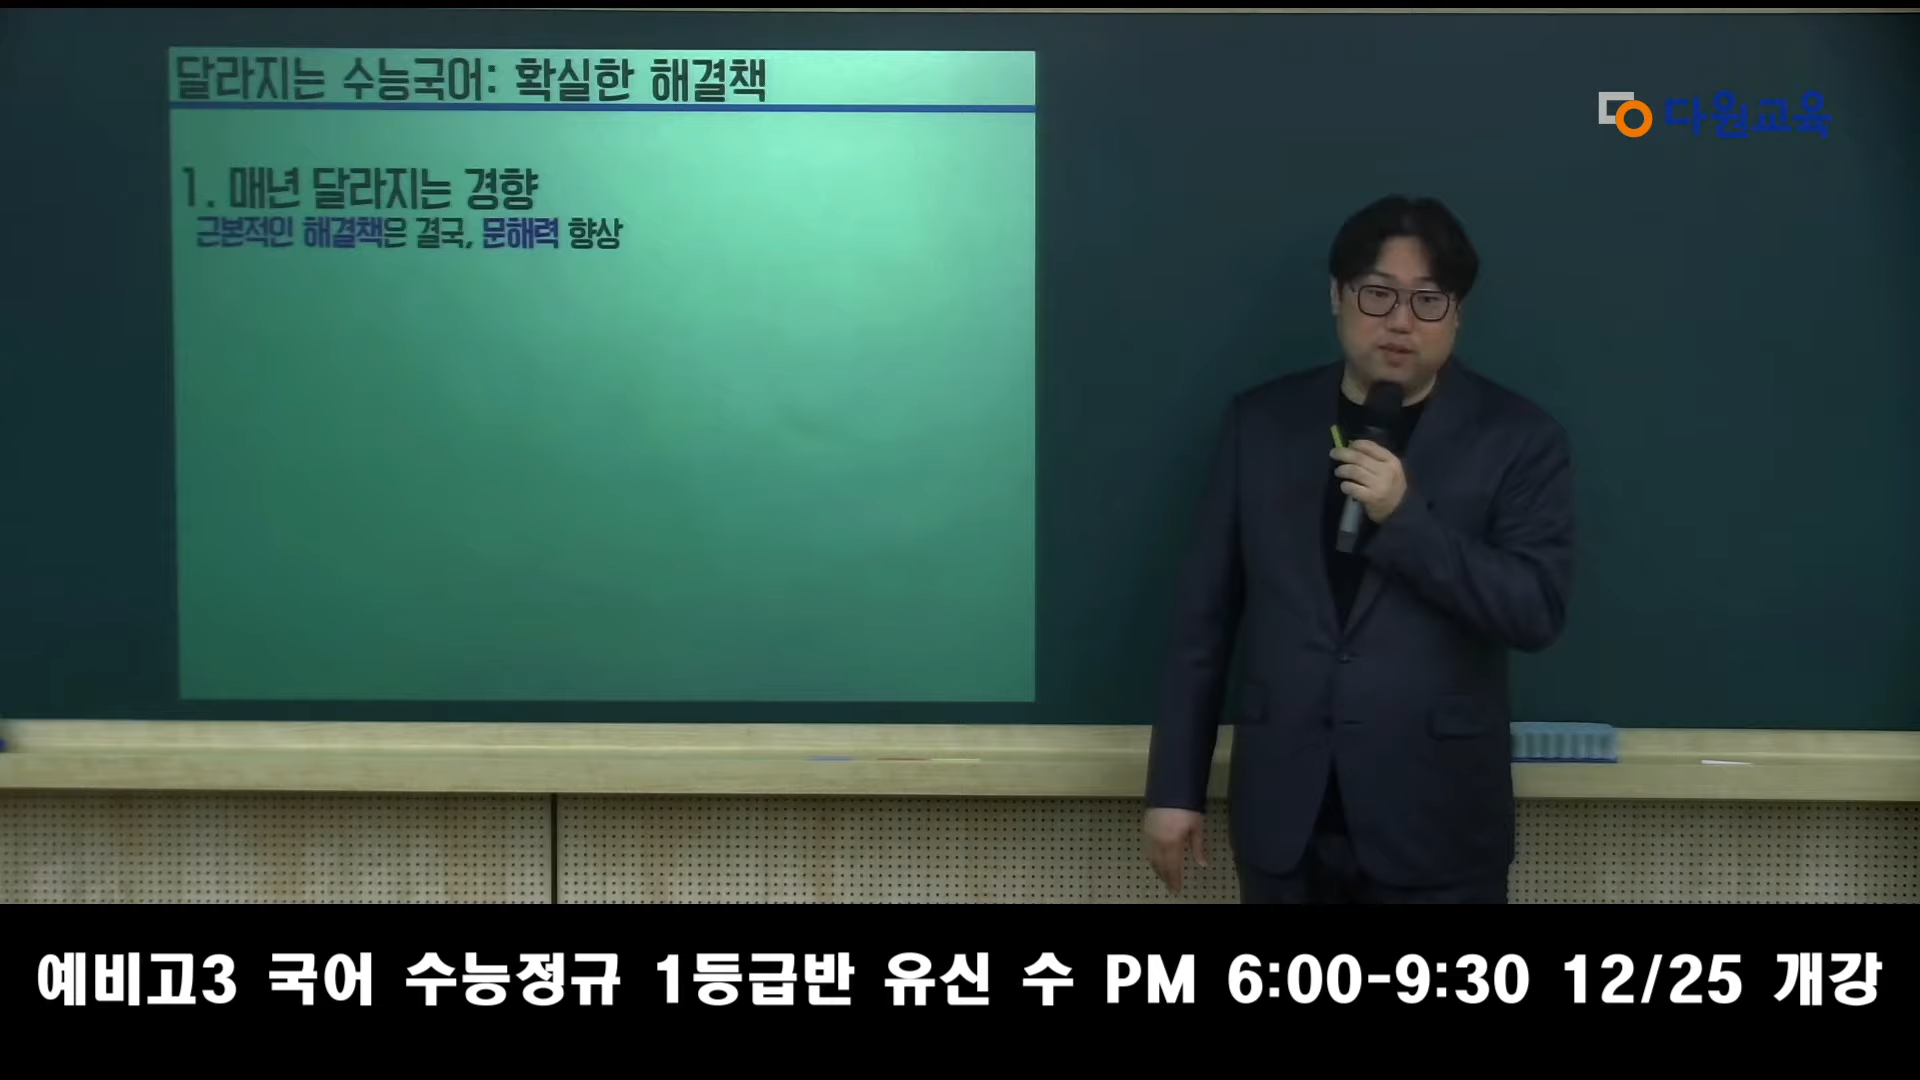 달라지는 수능국어: 확실한 해결책
다원교육
1. 매년 달라지는 경향
근본적인 해결책은 결국, 문해력 향상
예비고3 국어 수능정규 1등급반 유신 수 PM 6:00-9:30 12/25 개강